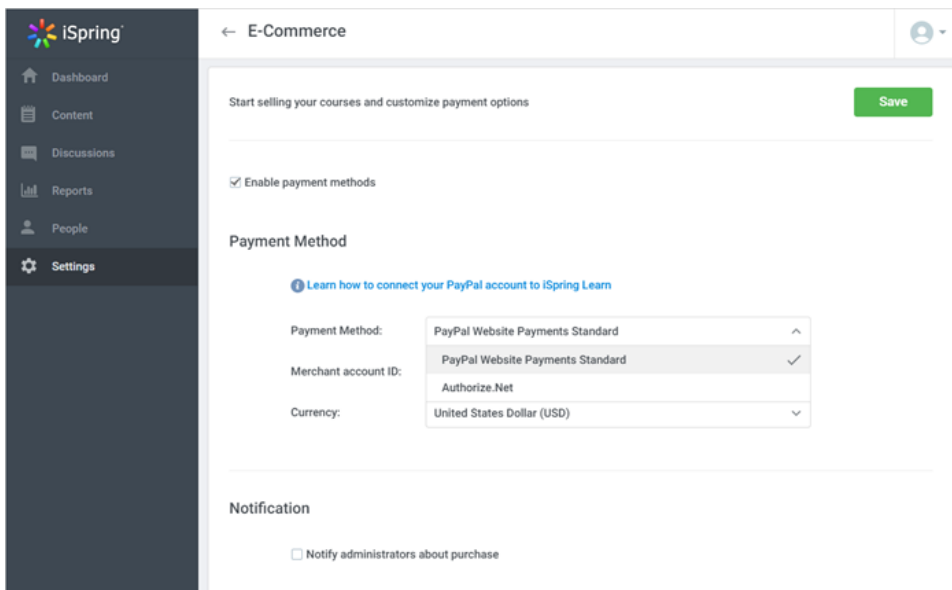 iSpring
← E-Commerce
Dashboard
Content
Discussions
Reports
People
Settings
Start selling your courses and customize payment options
Save
Enable payment methods
Payment Method
Learn how to connect your PayPal account to iSpring Learn
Payment Method: PayPal Website Payments Standard
PayPal Website Payments Standard
Merchant account ID:
Authorize.Net
Currency: United States Dollar (USD)
Notification
Notify administrators about purchase